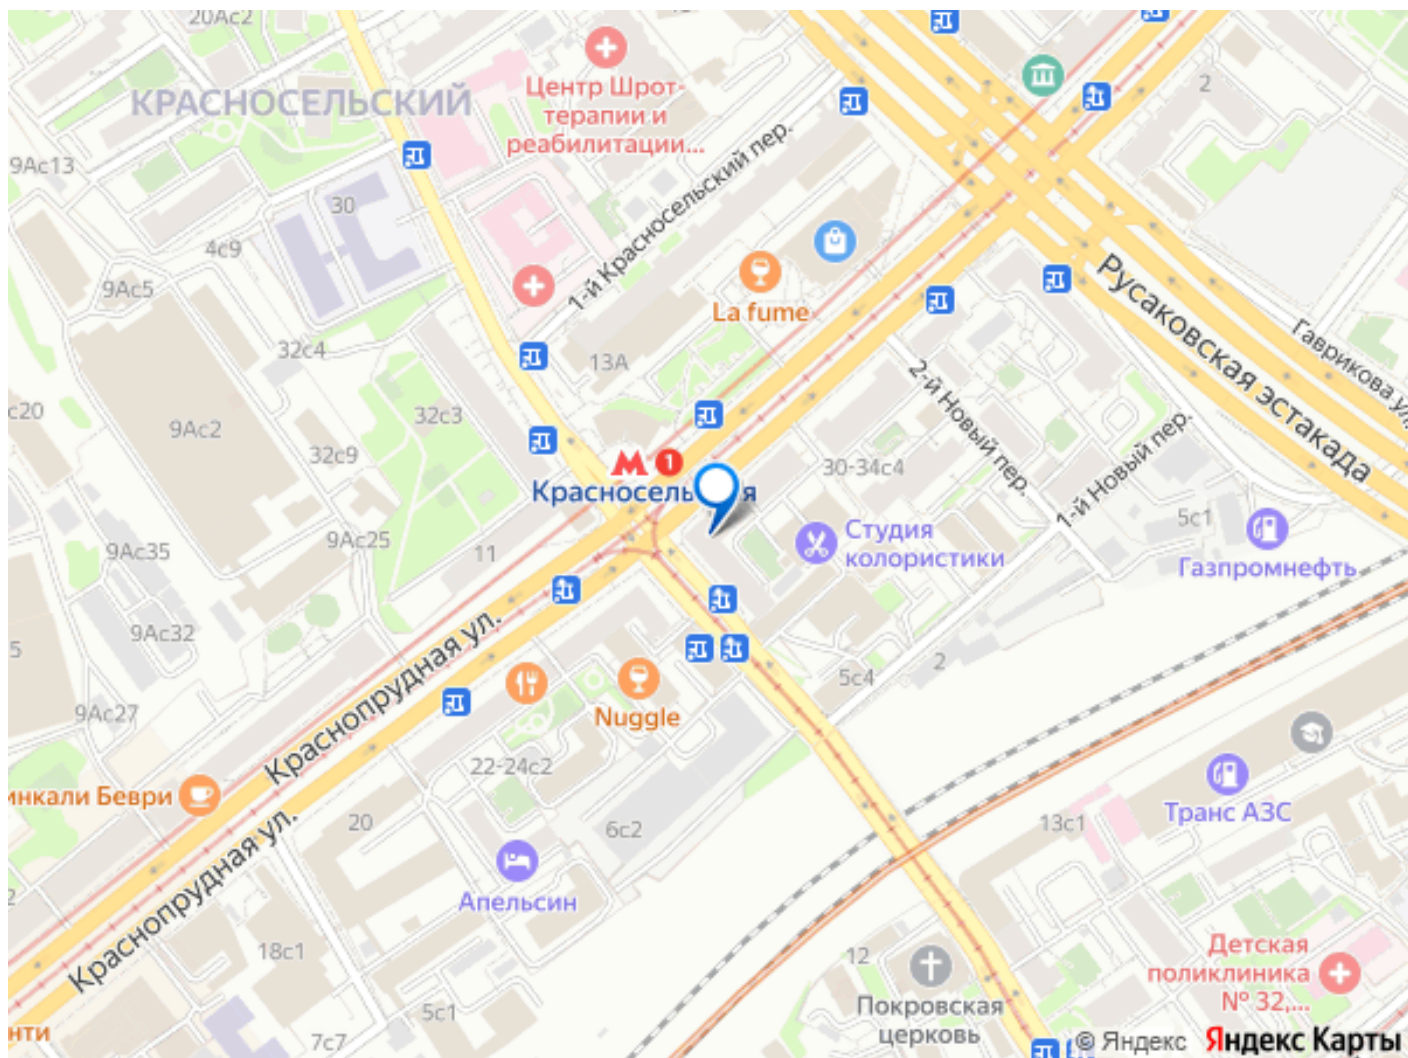 20Ас2
КРАСНОСЕЛЬСКИЙ
Центр Шрот-
терапии и
реабилитации...
2
9Ас13
30
4с9
1-й Красносельский пер.
9Ас5
La fume
Русаковская эстакада
Гаврикова ул.
32с4
13А
2-й Новый пер.
1-й Новый пер.
с20
9Ас2
32с3
32с9
1
Красносель
я
30-34с4
5с1
Газпромнефть
Студия
колористики
9Ас35
9Ас25
11
9Ас32
5
Краснопрудная ул.
2
5с4
9Ас27
Nuggle
22-24с2
инкали Беври
Краснопрудная ул.
20
6с2
Транс АЗС
13с1
Апельсин
2
18с1
12
Покровская
церковь
Детская
поликлиника
№ 32,...
5с1
7с7
нти
© Яндекс
Яндекс Карты